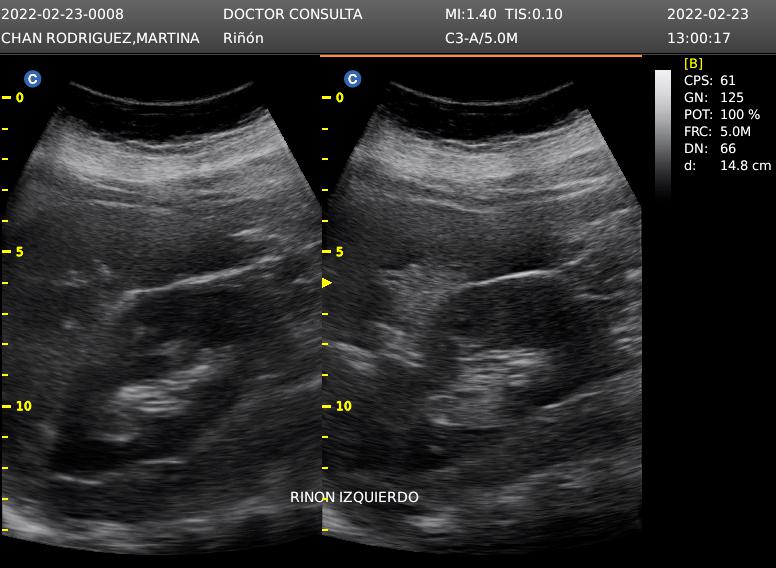 2022-02-23-0008 DOCTOR CONSULTA MI:1.40 TIS:0.10 2022-02-23
CHAN RODRIGUEZ,MARTINA Riñón C3-A/5.0M 13:00:17
[B]
CPS: 61
GN: 125
POT: 100 %
FRC: 5.0M
DN: 66
d: 14.8 cm
C C
0 0
5 5
10 10
RINON IZQUIERDO